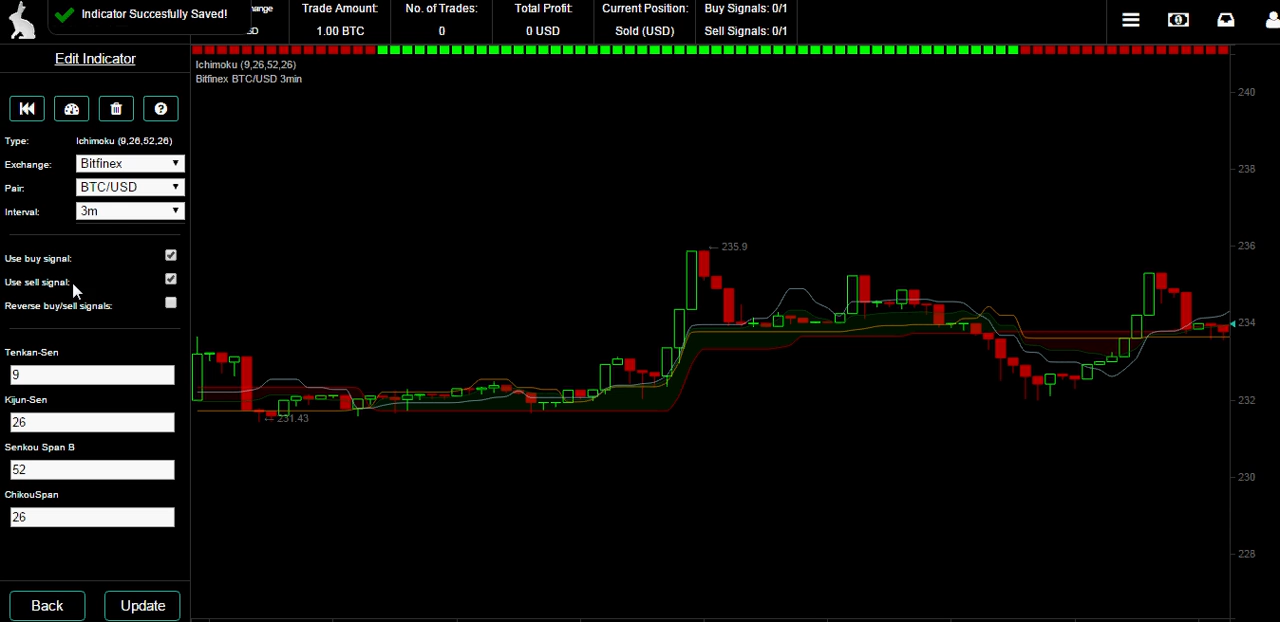 Indicator Succesfully Saved!
Trade Amount:
1.00 BTC
No. of Trades:
0
Total Profit:
0 USD
Current Position:
Sold (USD)
Buy Signals: 0/1
Sell Signals: 0/1
Edit Indicator
Type:
Ichimoku (9,26,52,26)
Exchange:
Bitfinex
Pair:
BTC/USD
Interval:
3m
Use buy signal:
Use sell signal:
Reverse buy/sell signals:
Tenkan-Sen
9
Kijun-Sen
26
Senkou Span B
52
ChikouSpan
26
Back
Update
Ichimoku (9,26,52,26)
Bitfinex BTC/USD 3min
← 235.9
← 231.43
240
238
236
234
232
230
228